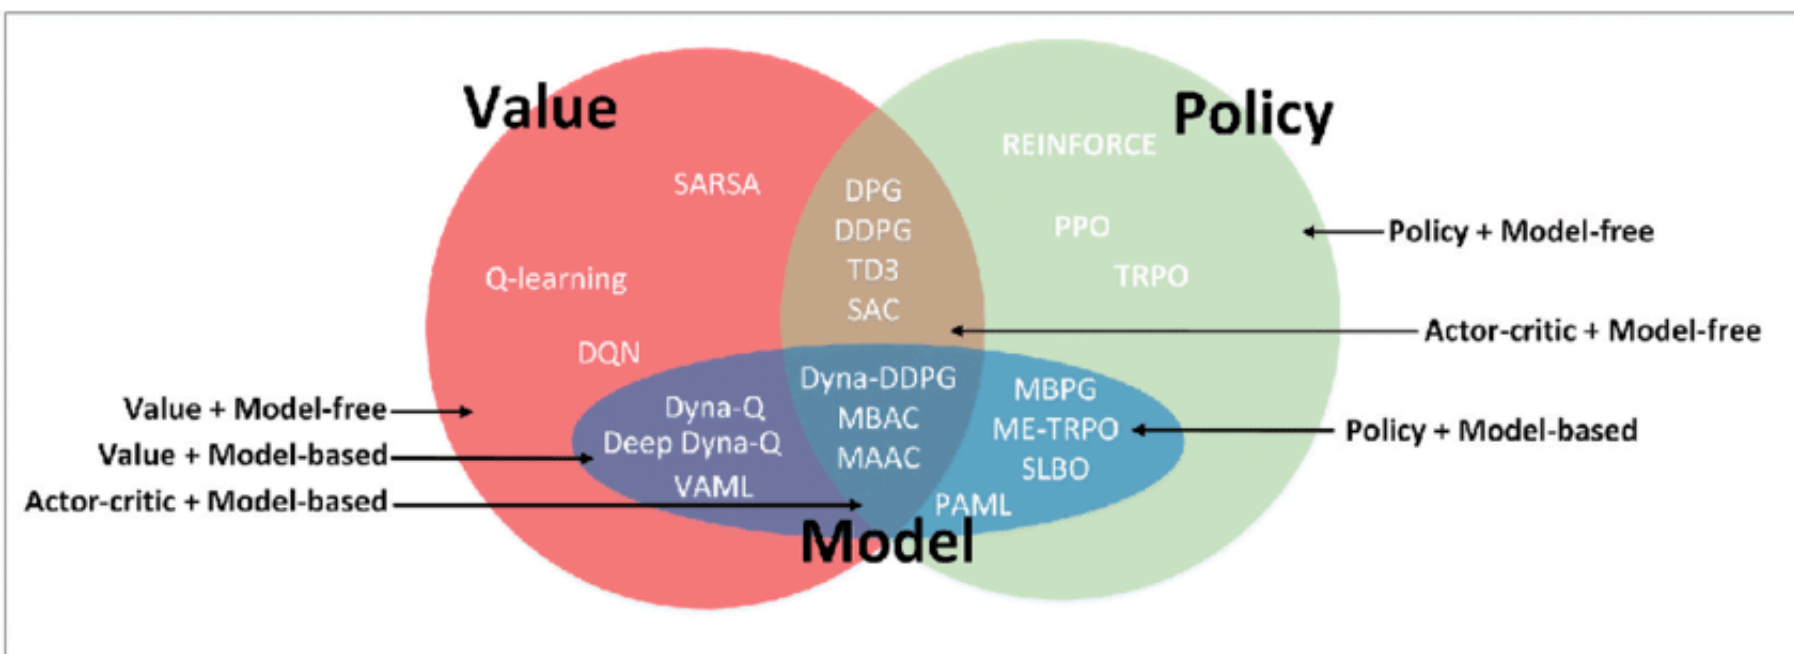 Value
Policy
REINFORCE
SARSA
DPG
DDPG
TD3
SAC
PPO
TRPO
Policy + Model-free
Q-learning
DQN
Actor-critic + Model-free
Value + Model-free
Value + Model-based
Actor-critic + Model-based
Dyna-Q
Deep Dyna-Q
VAML
Dyna-DDPG
MBAC
MAAC
MBPG
ME-TRPO
SLBO
PAML
Policy + Model-based
Model